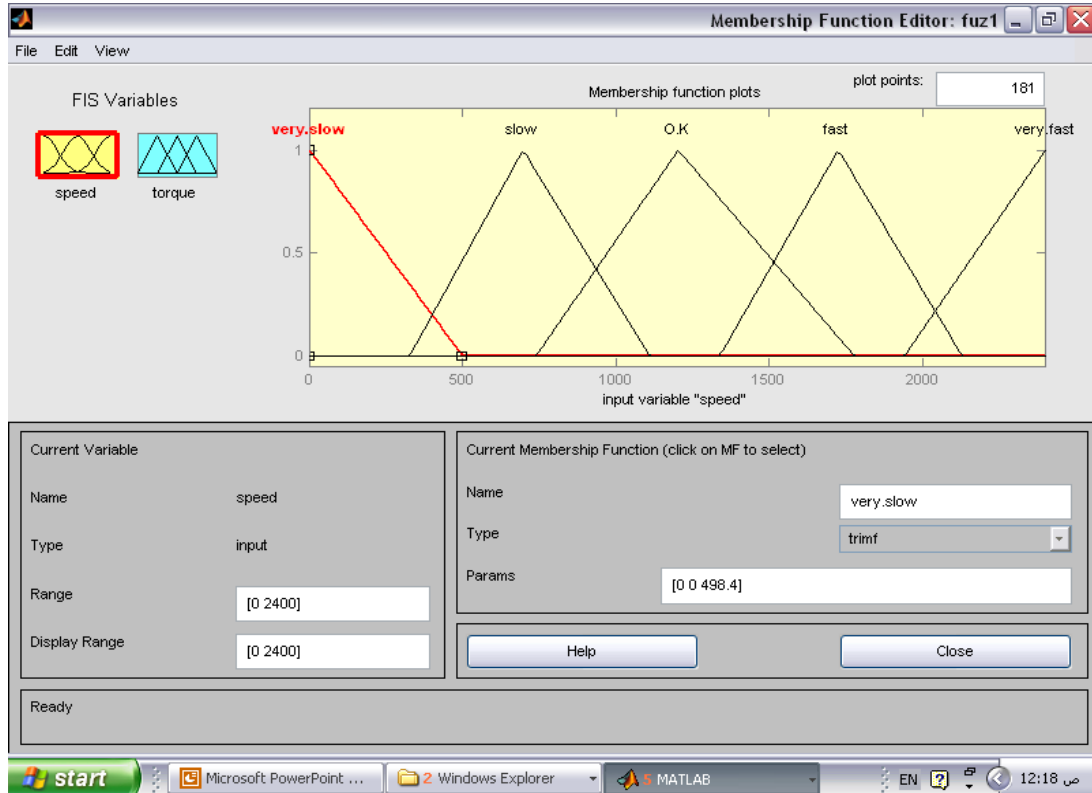 Membership Function Editor: fuz1
File Edit View
FIS Variables
speed
torque
Membership function plots
plot points:
181
very.slow
slow
O.K
fast
very.fast
1
0.5
0
0
500
1000
1500
2000
input variable "speed"
Current Variable
Name
speed
Type
input
Range
[0 2400]
Display Range
[0 2400]
Current Membership Function (click on MF to select)
Name
very.slow
Type
trimf
Params
[0 0 498.4]
Help
Close
Ready
start
Microsoft PowerPoint ...
2 Windows Explorer
5 MATLAB
EN
12:18 ص